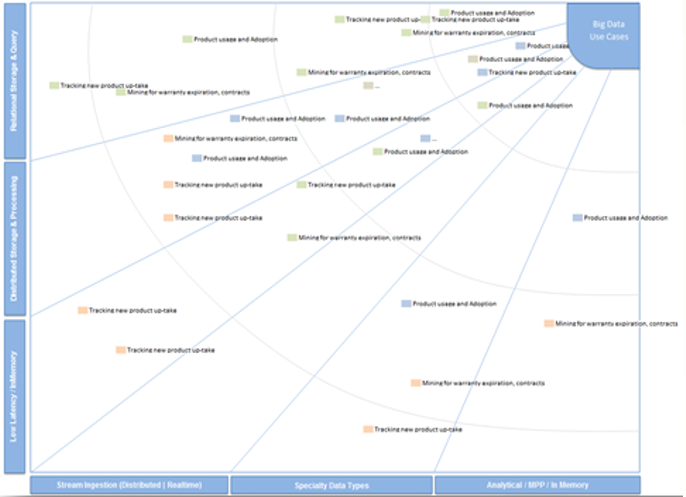 Product usage and Adoption
Tracking new product up-
Tracking new product up-take
Mining for warranty expiration, contracts
Product usage and Adoption
Big Data
Use Cases
Product usage
Product usage and Adoption
Mining for warranty expiration, contracts
Tracking new product up-take
Tracking new product up-take
...
Mining for warranty expiration, contracts
Product usage and Adoption
Product usage and Adoption
Product usage and Adoption
Mining for warranty expiration, contracts
...
Product usage and Adoption
Product usage and Adoption
Tracking new product up-take
Tracking new product up-take
Tracking new product up-take
Product usage and Adoption
Mining for warranty expiration, contracts
Product usage and Adoption
Tracking new product up-take
Mining for warranty expiration, contracts
Tracking new product up-take
Mining for warranty expiration, contracts
Tracking new product up-take
Relational Storage & Query
Distributed Storage & Processing
Low Latency / InMemory
Stream Ingestion (Distributed | Realtime)
Specialty Data Types
Analytical / MPP / In Memory